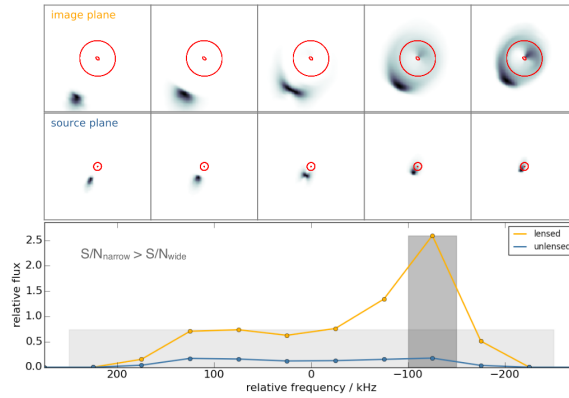 image plane
source plane
S/Nnarrow > S/Nwide
lensed
unlensed
relative flux
2.5
2.0
1.5
1.0
0.5
0.0
200
100
0
−100
−200
relative frequency / kHz